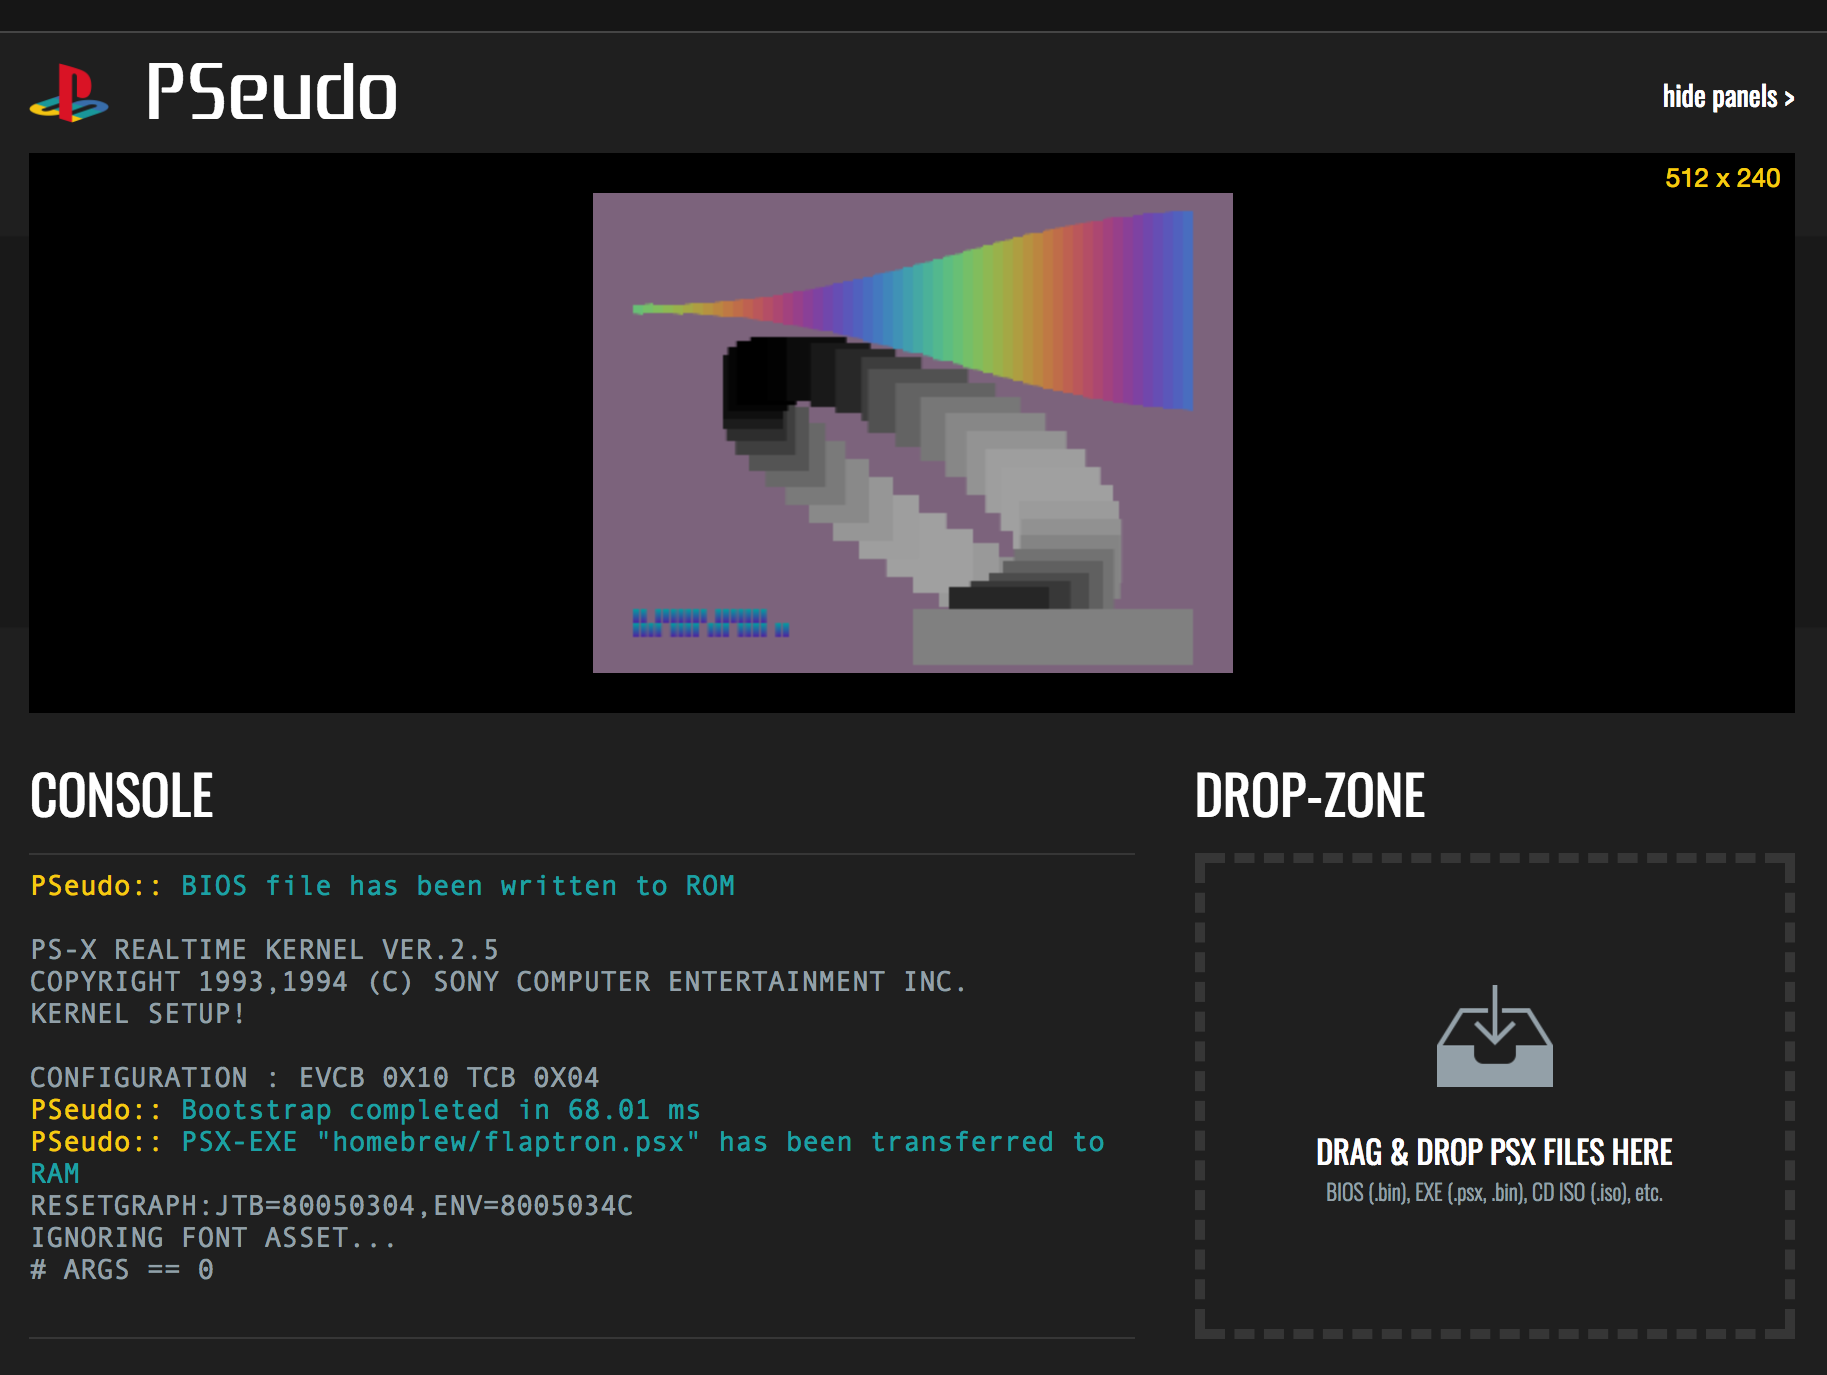 PSeudo
hide panels >
512 x 240
CONSOLE
PSeudo:: BIOS file has been written to ROM
PS-X REALTIME KERNEL VER.2.5
COPYRIGHT 1993,1994 (C) SONY COMPUTER ENTERTAINMENT INC.
KERNEL SETUP!
CONFIGURATION : EVCB 0X10 TCB 0X04
PSeudo:: Bootstrap completed in 68.01 ms
PSeudo:: PSX-EXE "homebrew/flaptron.psx" has been transferred to
RAM
RESETGRAPH:JTB=80050304,ENV=8005034C
IGNORING FONT ASSET...
# ARGS == 0
DROP-ZONE
DRAG & DROP PSX FILES HERE
BIOS (.bin), EXE (.psx, .bin), CD ISO (.iso), etc.